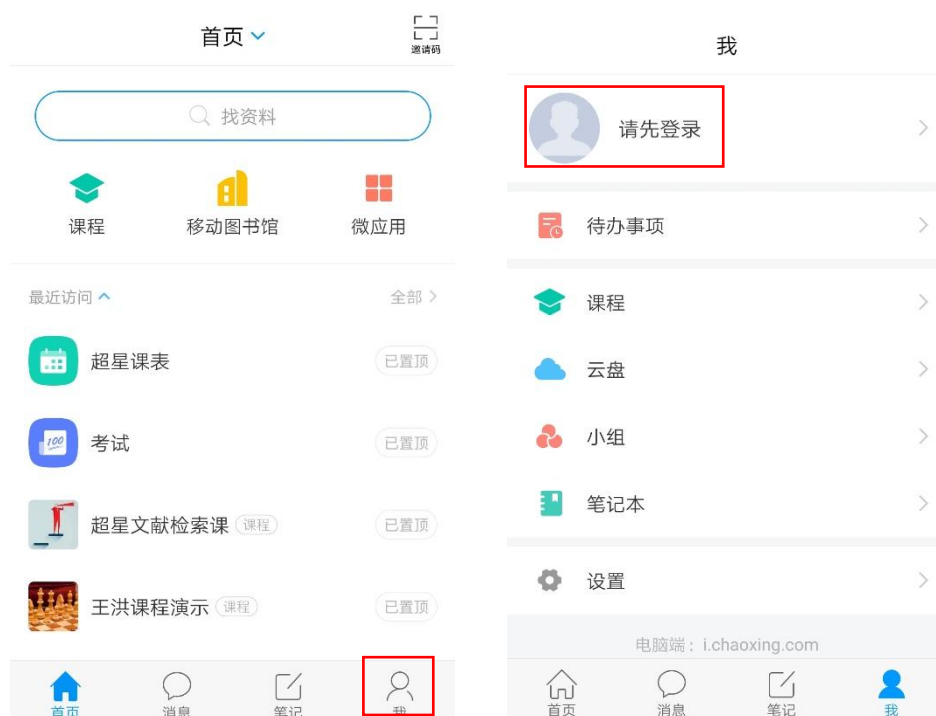 首页
邀请码
找资料
课程 移动图书馆 微应用
最近访问 全部
超星课表 已置顶
100
考试 已置顶
超星文献检索课 课程 已置顶
王洪课程演示 课程 已置顶
首页 消息 笔记 我
我
请先登录
待办事项
课程
云盘
小组
笔记本
设置
电脑端：i.chaoxing.com
首页 消息 笔记 我